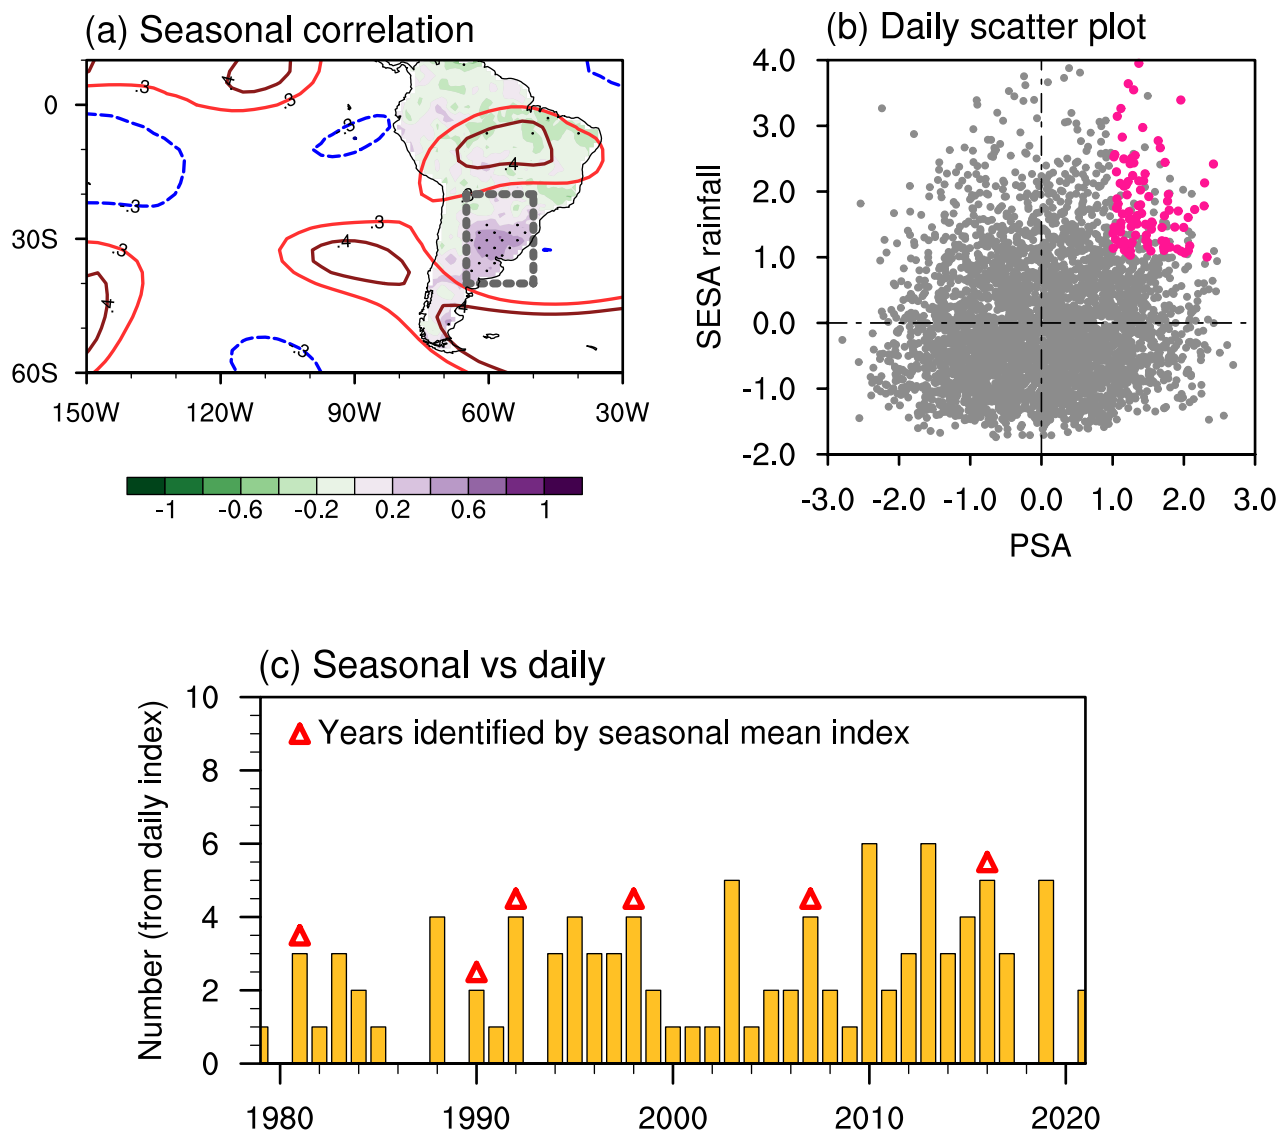 (a) Seasonal correlation
0
30S
60S
150W 120W 90W 60W 30W
.3 .4 .3 .3 .4 .3 .3 .3 .4 .3 .4 .4 .3
-1 -0.6 -0.2 0.2 0.6 1
(b) Daily scatter plot
SESA rainfall
4.0
3.0
2.0
1.0
0.0
-1.0
-2.0
-3.0 -2.0 -1.0 0.0 1.0 2.0 3.0
PSA
(c) Seasonal vs daily
Number (from daily index)
10
8
6
4
2
0
Years identified by seasonal mean index
1980 1990 2000 2010 2020